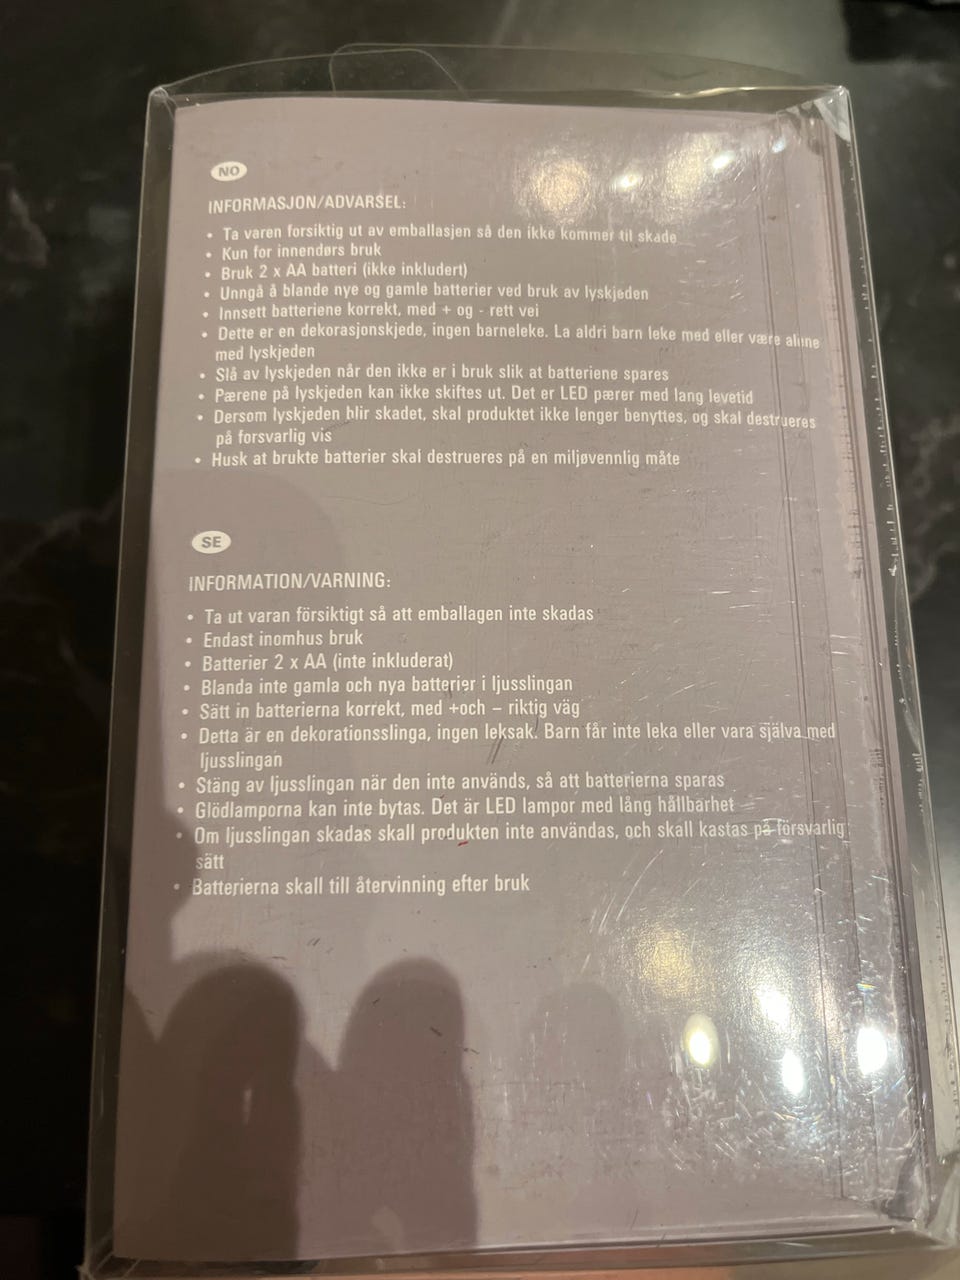 NO
INFORMASJON/ADVARSEL:
• Ta varen forsiktig ut av emballasjen så den ikke kommer til skade
• Kun for innendørs bruk
• Bruk 2 x AA batteri (ikke inkludert)
• Unngå å blande nye og gamle batterier ved bruk av lyskjeden
• Innsett batteriene korrekt, med + og - rett vei
• Dette er en dekorasjonskjede, ingen barneleke. La aldri barn leke med eller være alene
med lyskjeden
• Slå av lyskjeden når den ikke er i bruk slik at batteriene spares
• Pærene på lyskjeden kan ikke skiftes ut. Det er LED pærer med lang levetid
• Dersom lyskjeden blir skadet, skal produktet ikke lenger benyttes, og skal destrueres
på forsvarlig vis
• Husk at brukte batterier skal destrueres på en miljøvennlig måte
SE
INFORMATION/VARNING:
• Ta ut varan försiktigt så att emballagen inte skadas
• Endast inomhus bruk
• Batterier 2 x AA (inte inkluderat)
• Blanda inte gamla och nya batterier i ljusslingan
• Sätt in batterierna korrekt, med +och – riktig väg
• Detta är en dekorationsslinga, ingen leksak. Barn får inte leka eller vara själva med
ljusslingan
• Stäng av ljusslingan när den inte används, så att batterierna sparas
• Glödlamporna kan inte bytas. Det är LED lampor med lång hållbarhet
• Om ljusslingan skadas skall produkten inte användas, och skall kastas på försvarlig
sätt
• Batterierna skall till återvinning efter bruk